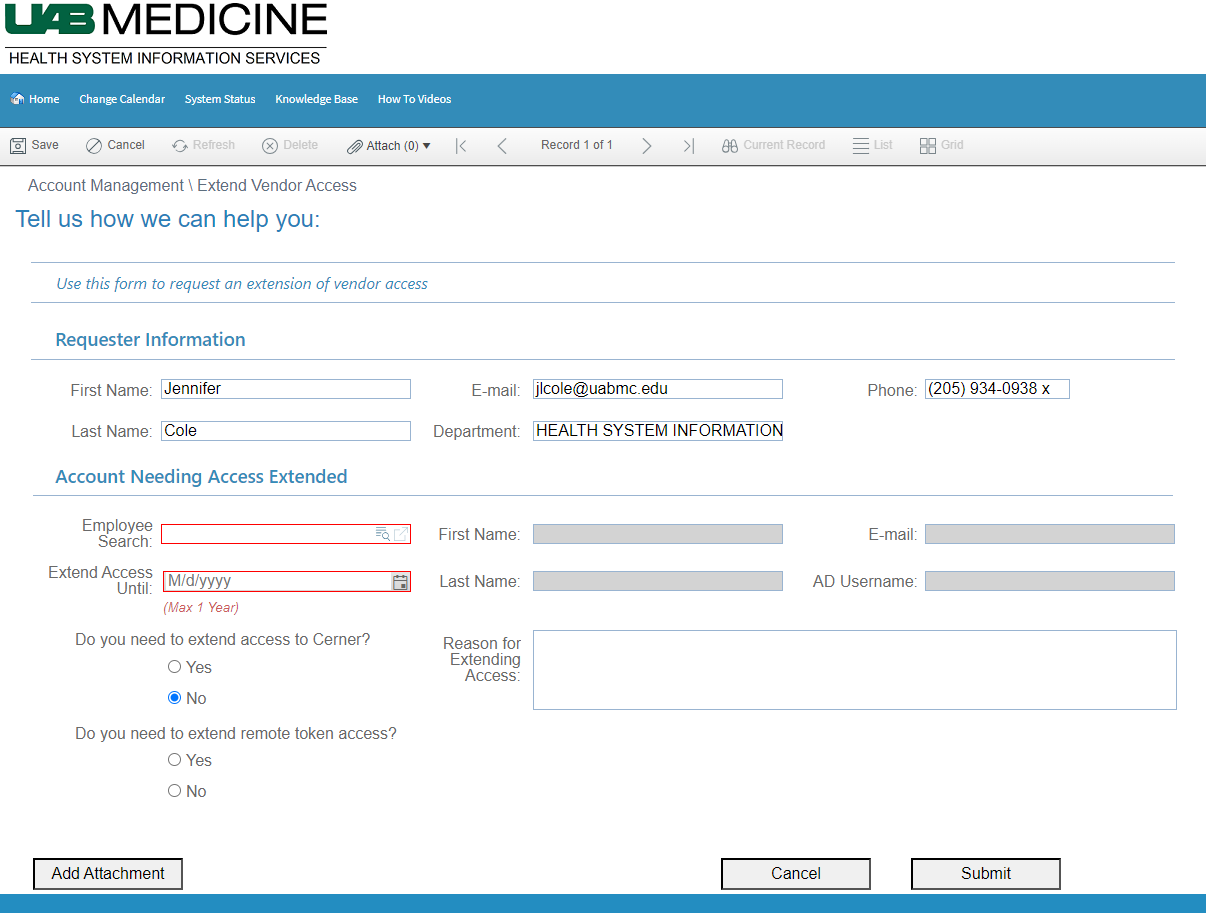 UAB MEDICINE
HEALTH SYSTEM INFORMATION SERVICES
Home Change Calendar System Status Knowledge Base How To Videos
Save Cancel Refresh Delete Attach (0) Record 1 of 1 Current Record List Grid
Account Management \ Extend Vendor Access
Tell us how we can help you:
Use this form to request an extension of vendor access
Requester Information
First Name: Jennifer E-mail: jlcole@uabmc.edu Phone: (205) 934-0938 x
Last Name: Cole Department: HEALTH SYSTEM INFORMATION
Account Needing Access Extended
Employee
Search: First Name: E-mail:
Extend Access
Until: M/d/yyyy Last Name: AD Username:
(Max 1 Year)
Do you need to extend access to Cerner?
Yes
No
Reason for
Extending
Access:
Do you need to extend remote token access?
Yes
No
Add Attachment Cancel Submit